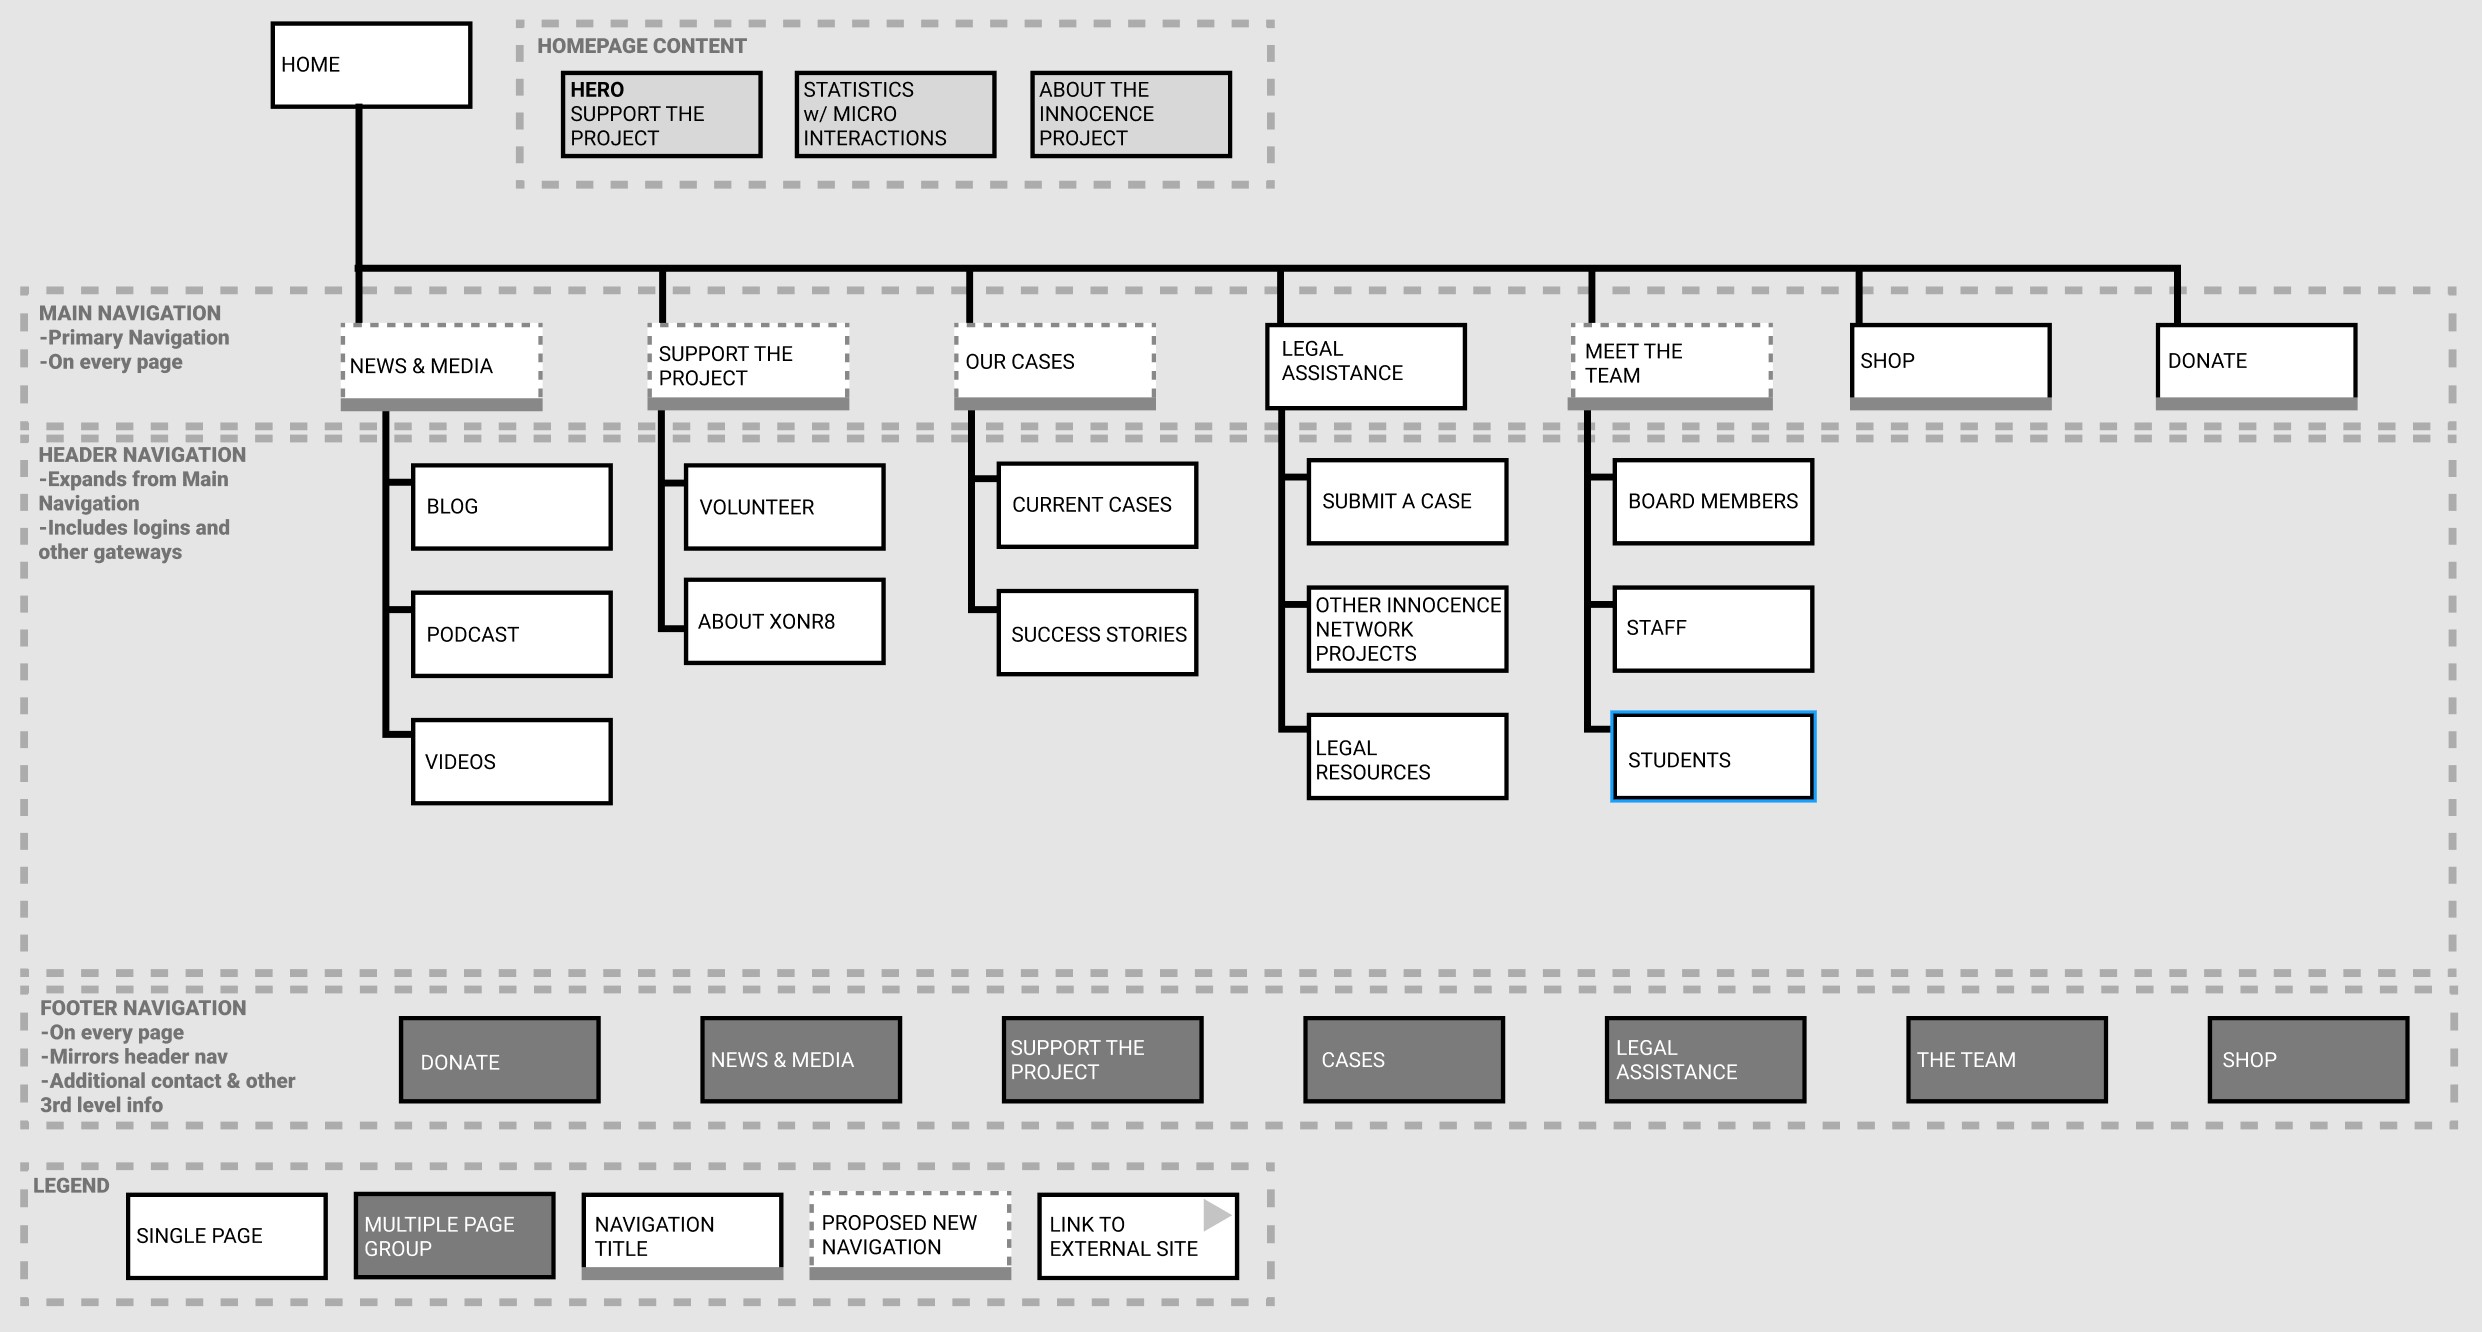 HOME
HOMEPAGE CONTENT
HERO
SUPPORT THE
PROJECT
STATISTICS
w/ MICRO
INTERACTIONS
ABOUT THE
INNOCENCE
PROJECT
MAIN NAVIGATION
-Primary Navigation
-On every page
NEWS & MEDIA
SUPPORT THE
PROJECT
OUR CASES
LEGAL
ASSISTANCE
MEET THE
TEAM
SHOP
DONATE
HEADER NAVIGATION
-Expands from Main
Navigation
-Includes logins and
other gateways
BLOG
PODCAST
VIDEOS
VOLUNTEER
ABOUT XONR8
CURRENT CASES
SUCCESS STORIES
SUBMIT A CASE
OTHER INNOCENCE
NETWORK
PROJECTS
LEGAL
RESOURCES
BOARD MEMBERS
STAFF
STUDENTS
FOOTER NAVIGATION
-On every page
-Mirrors header nav
-Additional contact & other
3rd level info
DONATE
NEWS & MEDIA
SUPPORT THE
PROJECT
CASES
LEGAL
ASSISTANCE
THE TEAM
SHOP
LEGEND
SINGLE PAGE
MULTIPLE PAGE
GROUP
NAVIGATION
TITLE
PROPOSED NEW
NAVIGATION
LINK TO
EXTERNAL SITE